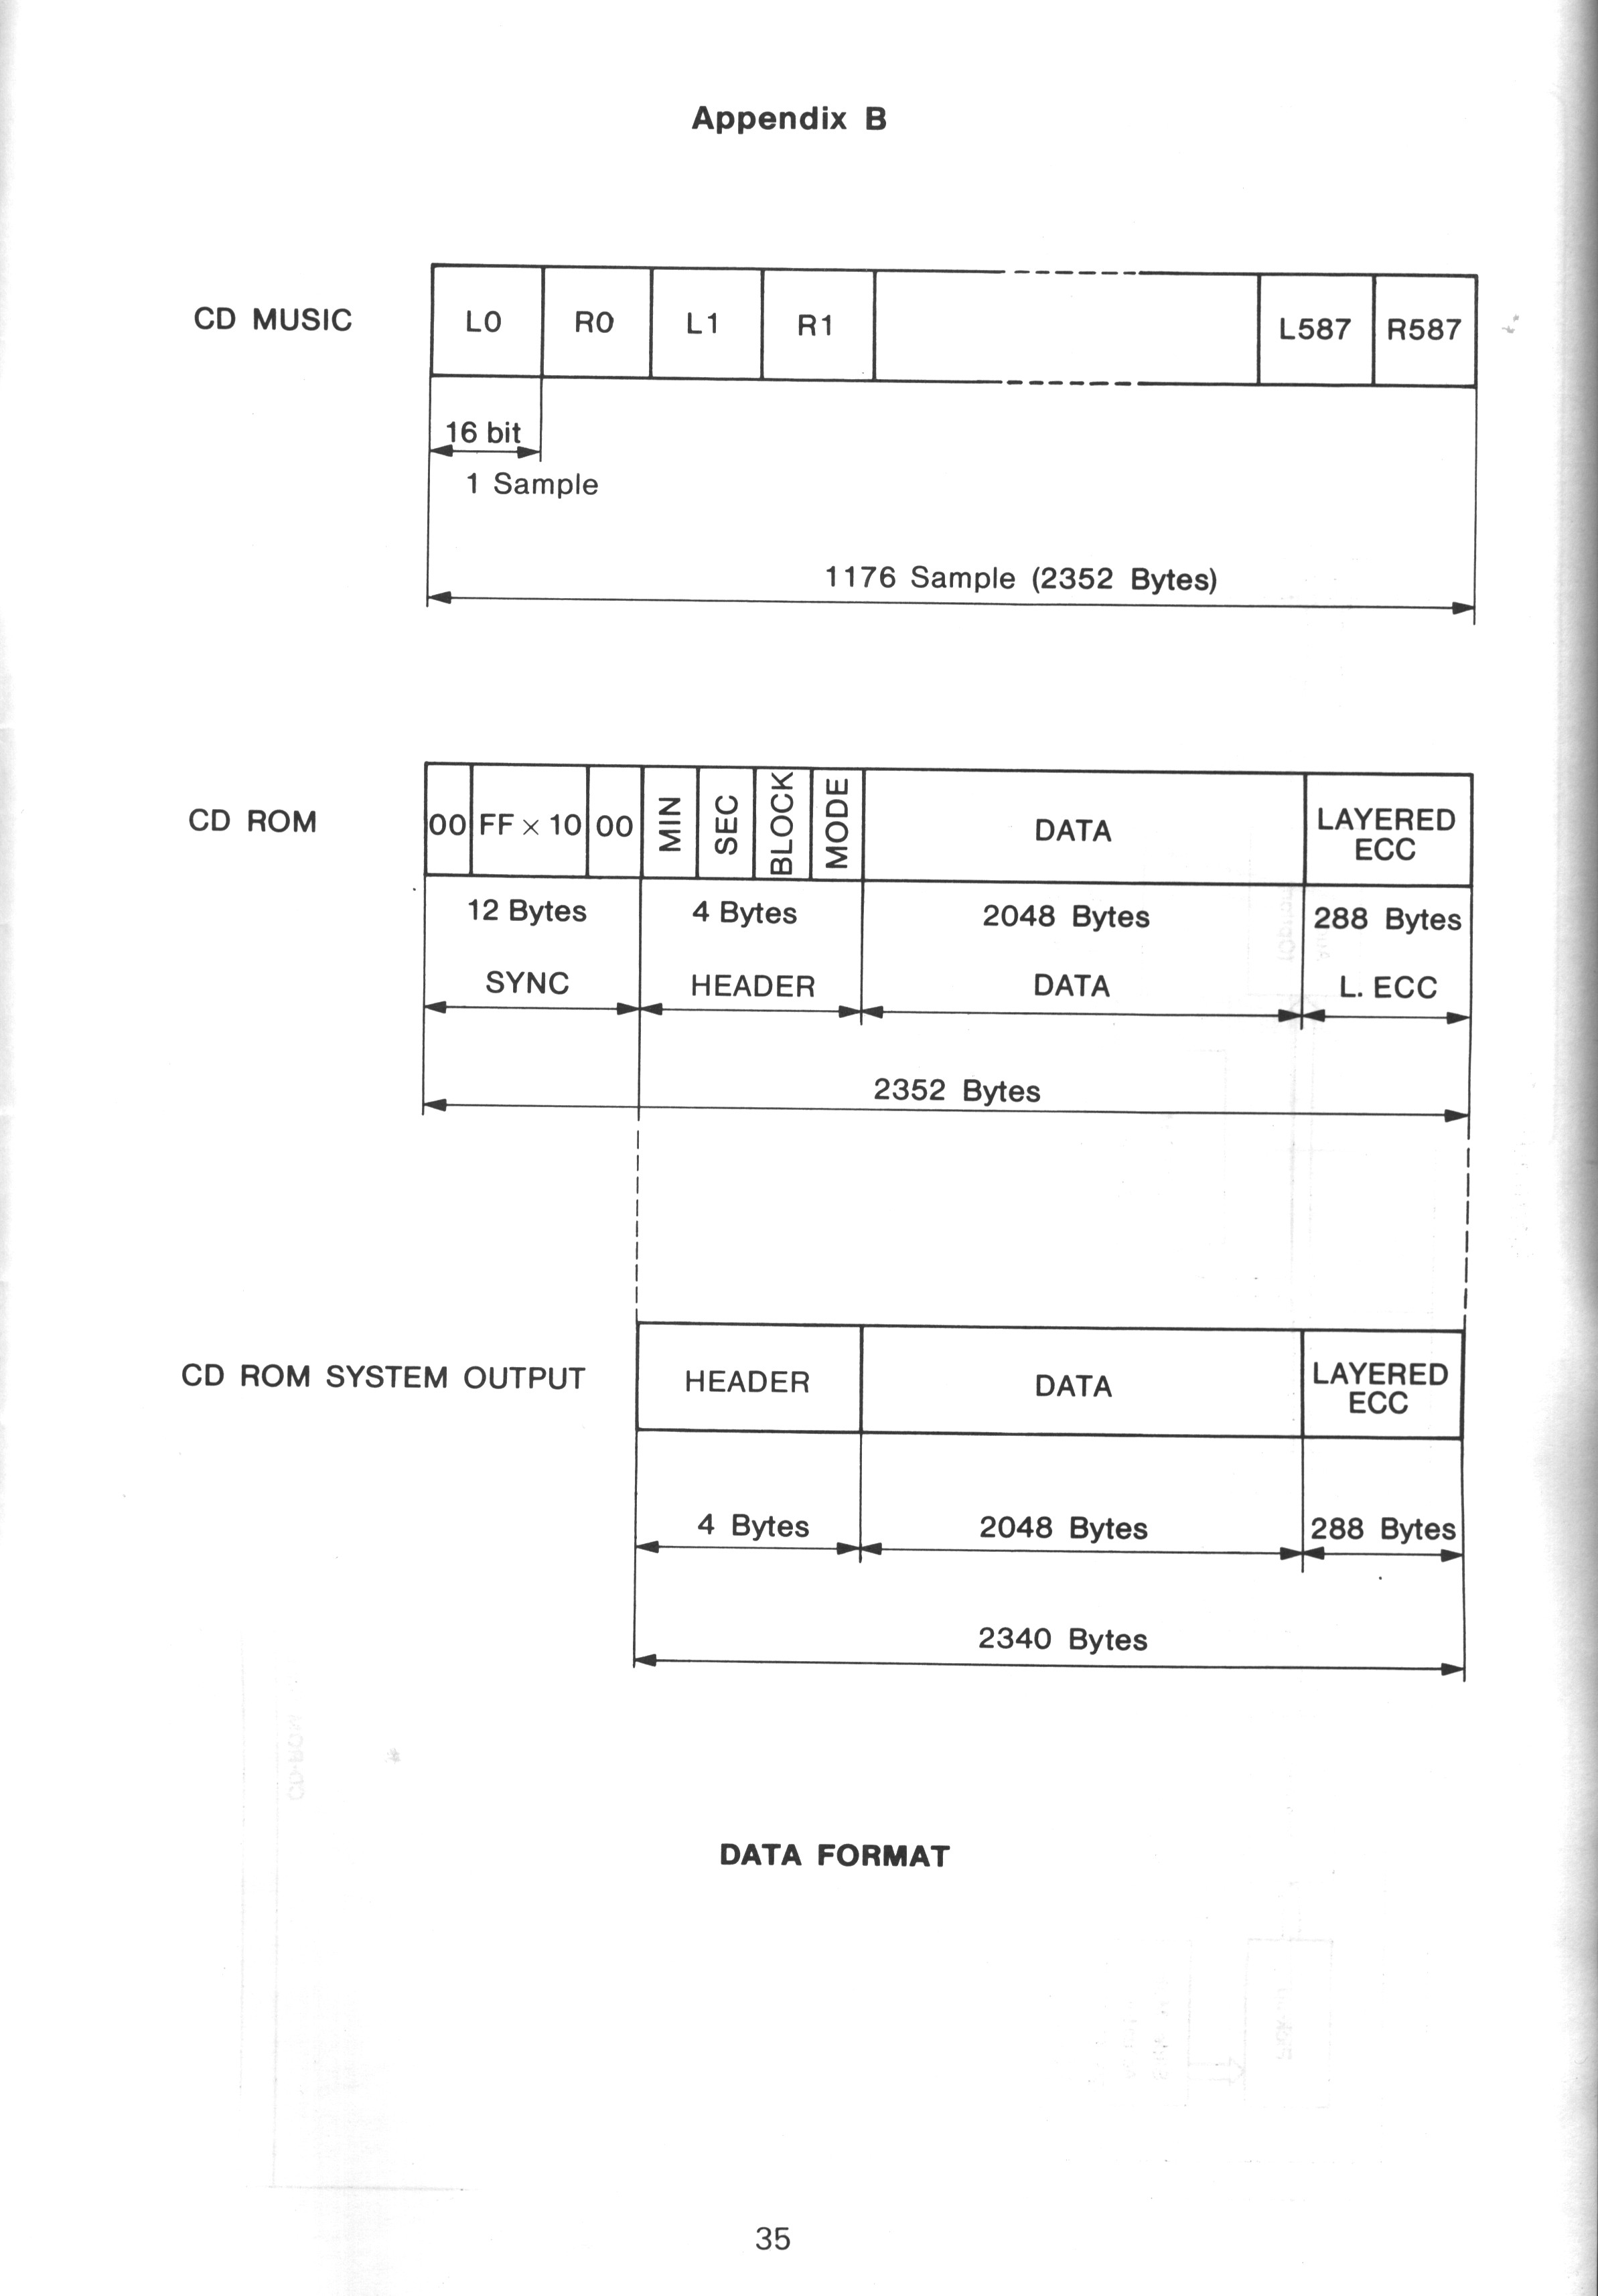 Appendix B
CD MUSIC
L0 R0 L1 R1 L587 R587
16 bit
1 Sample
1176 Sample (2352 Bytes)
CD ROM
00 FF × 10 00 MIN SEC BLOCK MODE DATA LAYERED
ECC
12 Bytes 4 Bytes 2048 Bytes 288 Bytes
SYNC HEADER DATA L. ECC
2352 Bytes
CD ROM SYSTEM OUTPUT
HEADER DATA LAYERED
ECC
4 Bytes 2048 Bytes 288 Bytes
2340 Bytes
DATA FORMAT
35